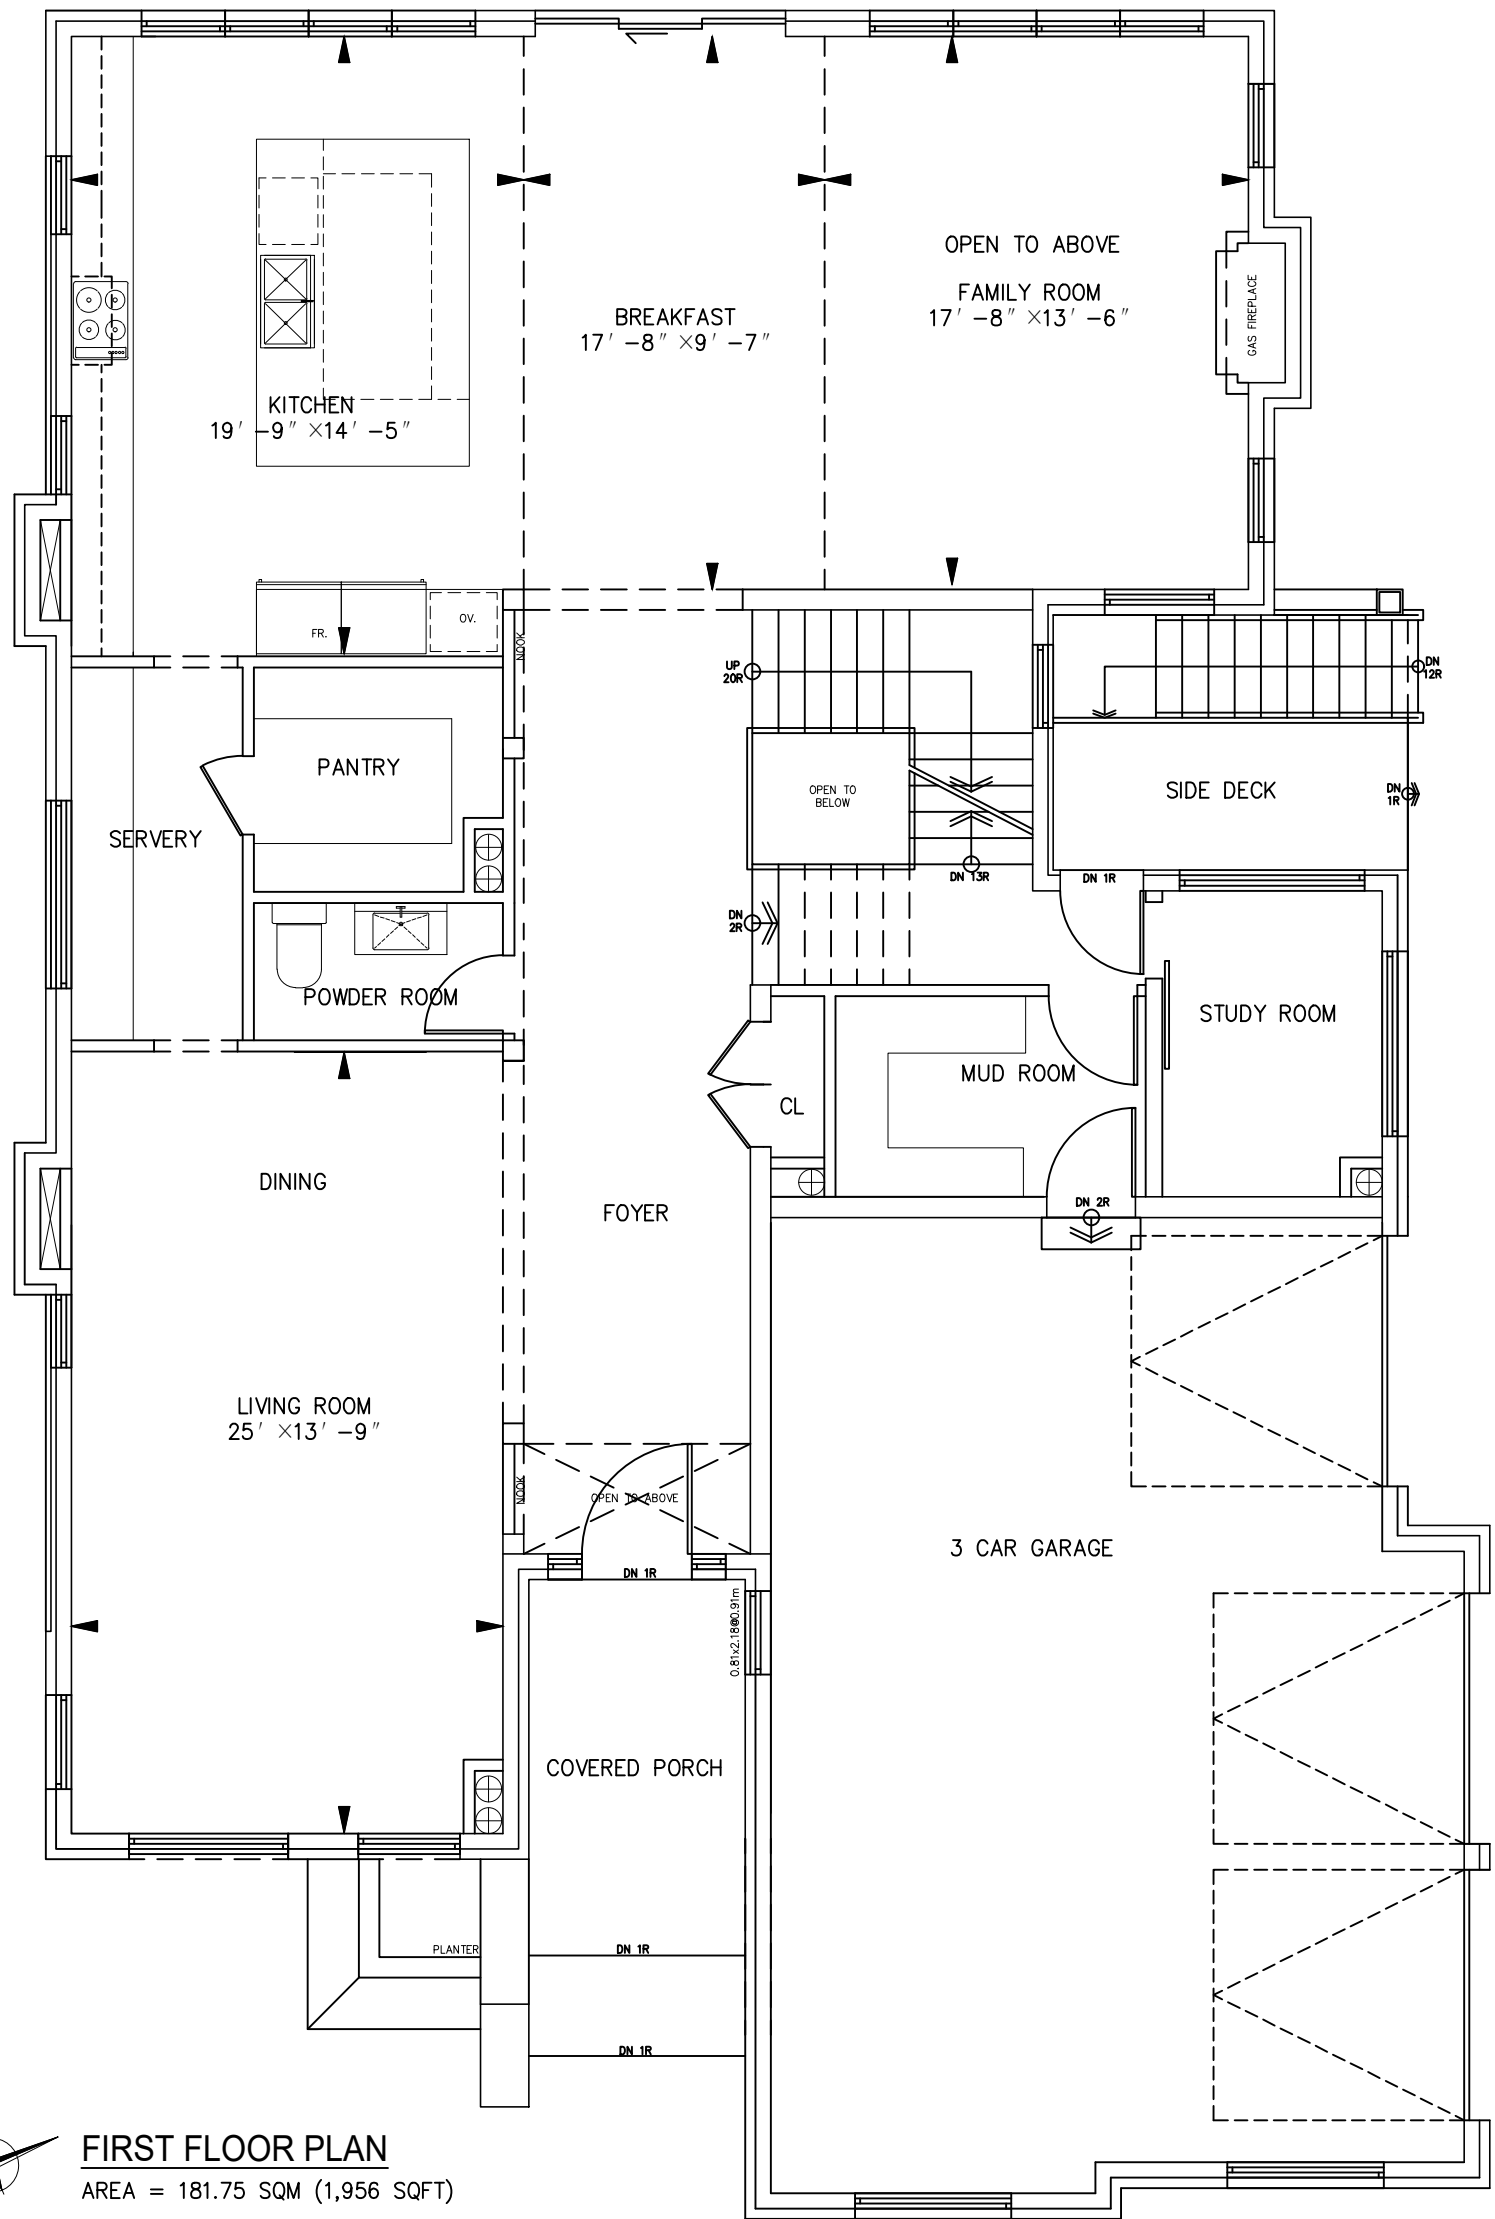 OPEN TO ABOVE
FAMILY ROOM
17' -8" ×13' -6"
GAS FIREPLACE
BREAKFAST
17' -8" ×9' -7"
KITCHEN
19' -9" ×14' -5"
FR.
OV.
NOOK
UP
20R
DN
12R
PANTRY
OPEN TO
BELOW
SIDE DECK
DN
1R
SERVERY
DN 13R
DN 1R
DN
2R
POWDER ROOM
STUDY ROOM
MUD ROOM
CL
DINING
FOYER
DN 2R
LIVING ROOM
25' ×13' -9"
NOOK
OPEN TO ABOVE
3 CAR GARAGE
DN 1R
0.81x2.18@0.91m
COVERED PORCH
PLANTER
DN 1R
DN 1R
FIRST FLOOR PLAN
AREA = 181.75 SQM (1,956 SQFT)